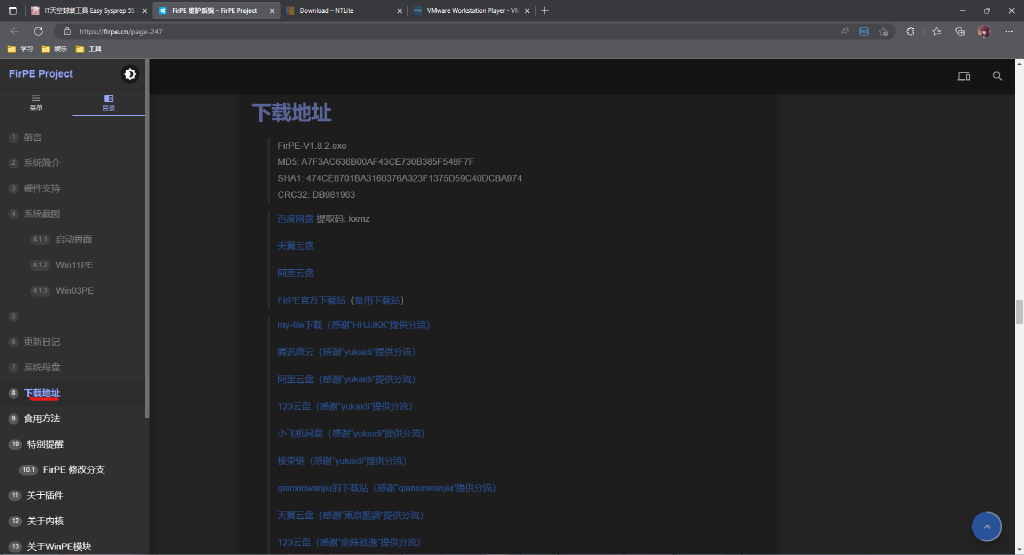 IT天空封装工具 Easy Sysprep 3S
FirPE 维护系统 – FirPE Project
Download – NTLite
VMware Workstation Player - VM
https://firpe.cn/page-247
学习
娱乐
工具
FirPE Project
菜单
目录
1 前言
2 系统简介
3 硬件支持
4 系统截图
4.1.1 启动界面
4.1.2 Win11PE
4.1.3 Win03PE
5
6 更新日记
7 系统母盘
8 下载地址
9 食用方法
10 特别提醒
10.1 FirPE 修改分支
11 关于插件
12 关于内核
13 关于WinPE模块
下载地址
FirPE-V1.8.2.exe
MD5: A7F3AC636B00AF43CE730B385F548F7F
SHA1: 474CE8701BA3160376A323F1375D59C40DCBA974
CRC32: DB981963
百度网盘 提取码: kxmz
天翼云盘
阿里云盘
FirPE官方下载站（备用下载站）
my-file下载（感谢"HHJJKK"提供分流）
腾讯微云（感谢"yukaidi"提供分流）
阿里云盘（感谢"yukaidi"提供分流）
123云盘（感谢"yukaidi"提供分流）
小飞机网盘（感谢"yukaidi"提供分流）
棱束链（感谢"yukaidi"提供分流）
qianxinwanjiu的下载站（感谢"qianxinwanjiu"提供分流）
天翼云盘（感谢"東京藍調"提供分流）
123云盘（感谢"俞陈致逸"提供分流）